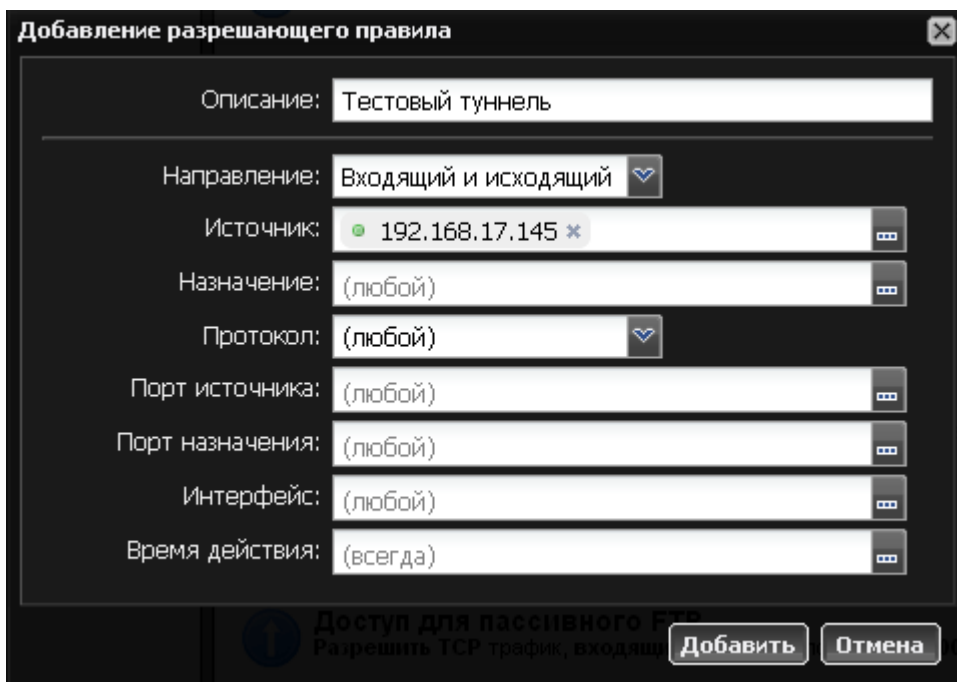 Добавление разрешающего правила
Описание: Тестовый туннель
Направление: Входящий и исходящий
Источник: 192.168.17.145
Назначение: (любой)
Протокол: (любой)
Порт источника: (любой)
Порт назначения: (любой)
Интерфейс: (любой)
Время действия: (всегда)
Доступ для пассивного FTP
Разрешить TCP трафик,
Добавить Отмена